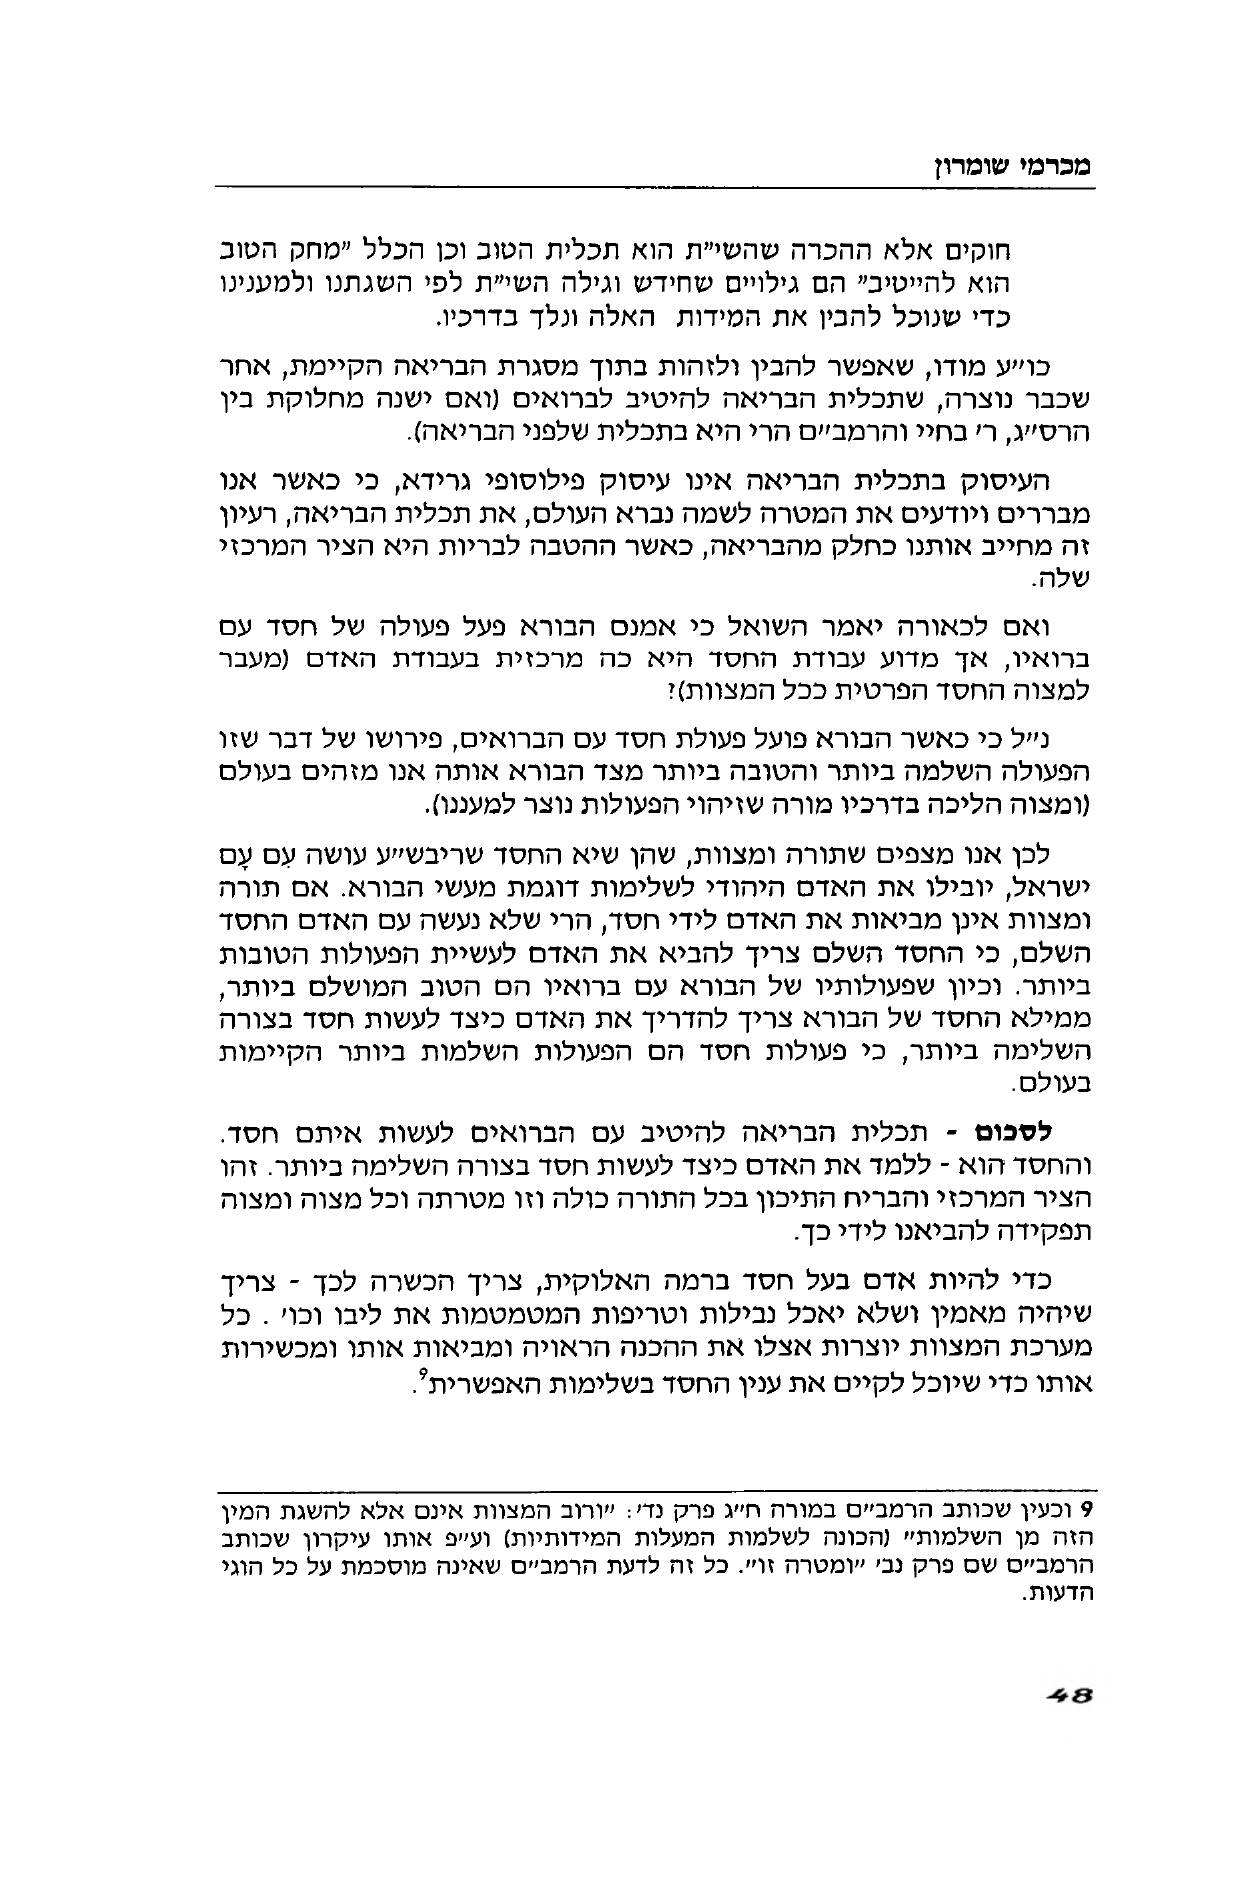 מכרמי שומרון
חוקים אלא ההכרה שהשי״ת הוא תכלית הטוב וכן הכלל ״מחק הטוב
הוא להייטיב״ הם גילויים שחידש וגילה השי״ת לפי השגתנו ולמענינו
כדי שנוכל להבין את המידות האלה ונלך בדרכיו.
כו״ע מודו, שאפשר להבין ולזהות בתוך מסגרת הבריאה הקיימת, אחר
שכבר נוצרה, שתכלית הבריאה להיטיב לברואים (ואם ישנה מחלוקת בין
הרס״ג, ר׳ בחיי והרמב״ם הרי היא בתכלית שלפני הבריאה).
העיסוק בתכלית הבריאה אינו עיסוק פילוסופי גרידא, כי כאשר אנו
מבררים ויודעים את המטרה לשמה נברא העולם, את תכלית הבריאה, רעיון
זה מחייב אותנו כחלק מהבריאה, כאשר ההטבה לבריות היא הציר המרכזי
שלה.
ואם לכאורה יאמר השואל כי אמנם הבורא פעל פעולה של חסד עם
ברואיו, אך מדוע עבודת החסד היא כה מרכזית בעבודת האדם (מעבר
למצוה החסד הפרטית ככל המצוות)?
נ״ל כי כאשר הבורא פועל פעולת חסד עם הברואים, פירושו של דבר שזו
הפעולה השלמה ביותר והטובה ביותר מצד הבורא אותה אנו מזהים בעולם
(ומצוה הליכה בדרכיו מורה שזיהוי הפעולות נוצר למעננו).
לכן אנו מצפים שתורה ומצוות, שהן שיא החסד שריבש״ע עושה עִם עָם
ישראל, יובילו את האדם היהודי לשלימות דוגמת מעשי הבורא. אם תורה
ומצוות אינן מביאות את האדם לידי חסד, הרי שלא נעשה עם האדם החסד
השלם, כי החסד השלם צריך להביא את האדם לעשיית הפעולות הטובות
ביותר. וכיון שפעולותיו של הבורא עם ברואיו הם הטוב המושלם ביותר,
ממילא החסד של הבורא צריך להדריך את האדם כיצד לעשות חסד בצורה
השלימה ביותר, כי פעולות חסד הם הפעולות השלמות ביותר הקיימות
בעולם.
לסכום - תכלית הבריאה להיטיב עם הברואים לעשות איתם חסד.
והחסד הוא - ללמד את האדם כיצד לעשות חסד בצורה השלימה ביותר. זהו
הציר המרכזי והבריח התיכון בכל התורה כולה וזו מטרתה וכל מצוה ומצוה
תפקידה להביאנו לידי כך.
כדי להיות אדם בעל חסד ברמה האלוקית, צריך הכשרה לכך - צריך
שיהיה מאמין ושלא יאכל נבילות וטריפות המטמטמות את ליבו וכו׳ . כל
מערכת המצוות יוצרות אצלו את ההכנה הראויה ומביאות אותו ומכשירות
אותו כדי שיוכל לקיים את ענין החסד בשלימות האפשרית⁹.
9 וכעין שכותב הרמב״ם במורה ח״ג פרק נד׳: ״ורוב המצוות אינם אלא להשגת המין
הזה מן השלמות״ (הכונה לשלמות המעלות המידותיות) וע״פ אותו עיקרון שכותב
הרמב״ם שם פרק נב׳ ״ומטרה זו״. כל זה לדעת הרמב״ם שאינה מוסכמת על כל הוגי
הדעות.
48